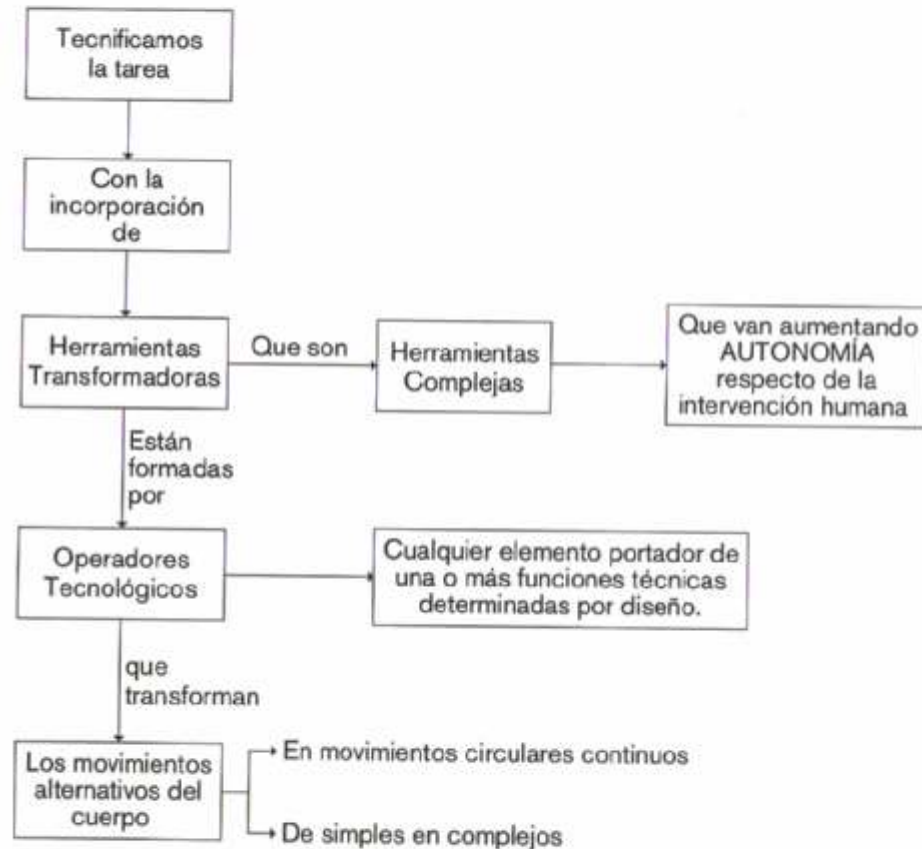 Tecnificamos
la tarea
Con la
incorporación
de
Herramientas
Transformadoras
Que son
Herramientas
Complejas
Que van aumentando
AUTONOMÍA
respecto de la
intervención humana
Están
formadas
por
Operadores
Tecnológicos
Cualquier elemento portador de
una o más funciones técnicas
determinadas por diseño.
que
transforman
Los movimientos
alternativos del
cuerpo
En movimientos circulares continuos
De simples en complejos